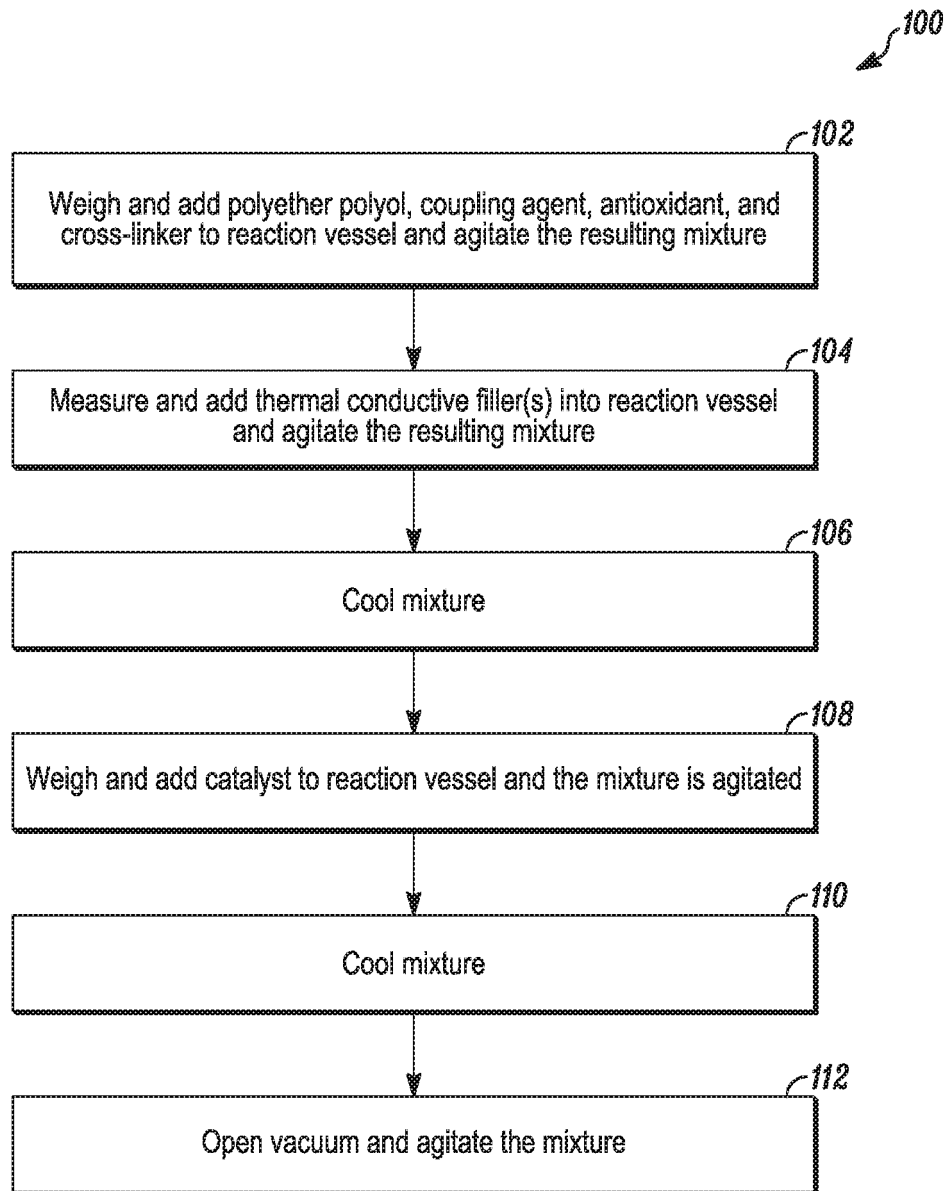 100
102
Weigh and add polyether polyol, coupling agent, antioxidant, and
cross-linker to reaction vessel and agitate the resulting mixture
104
Measure and add thermal conductive filler(s) into reaction vessel
and agitate the resulting mixture
106
Cool mixture
108
Weigh and add catalyst to reaction vessel and the mixture is agitated
110
Cool mixture
112
Open vacuum and agitate the mixture